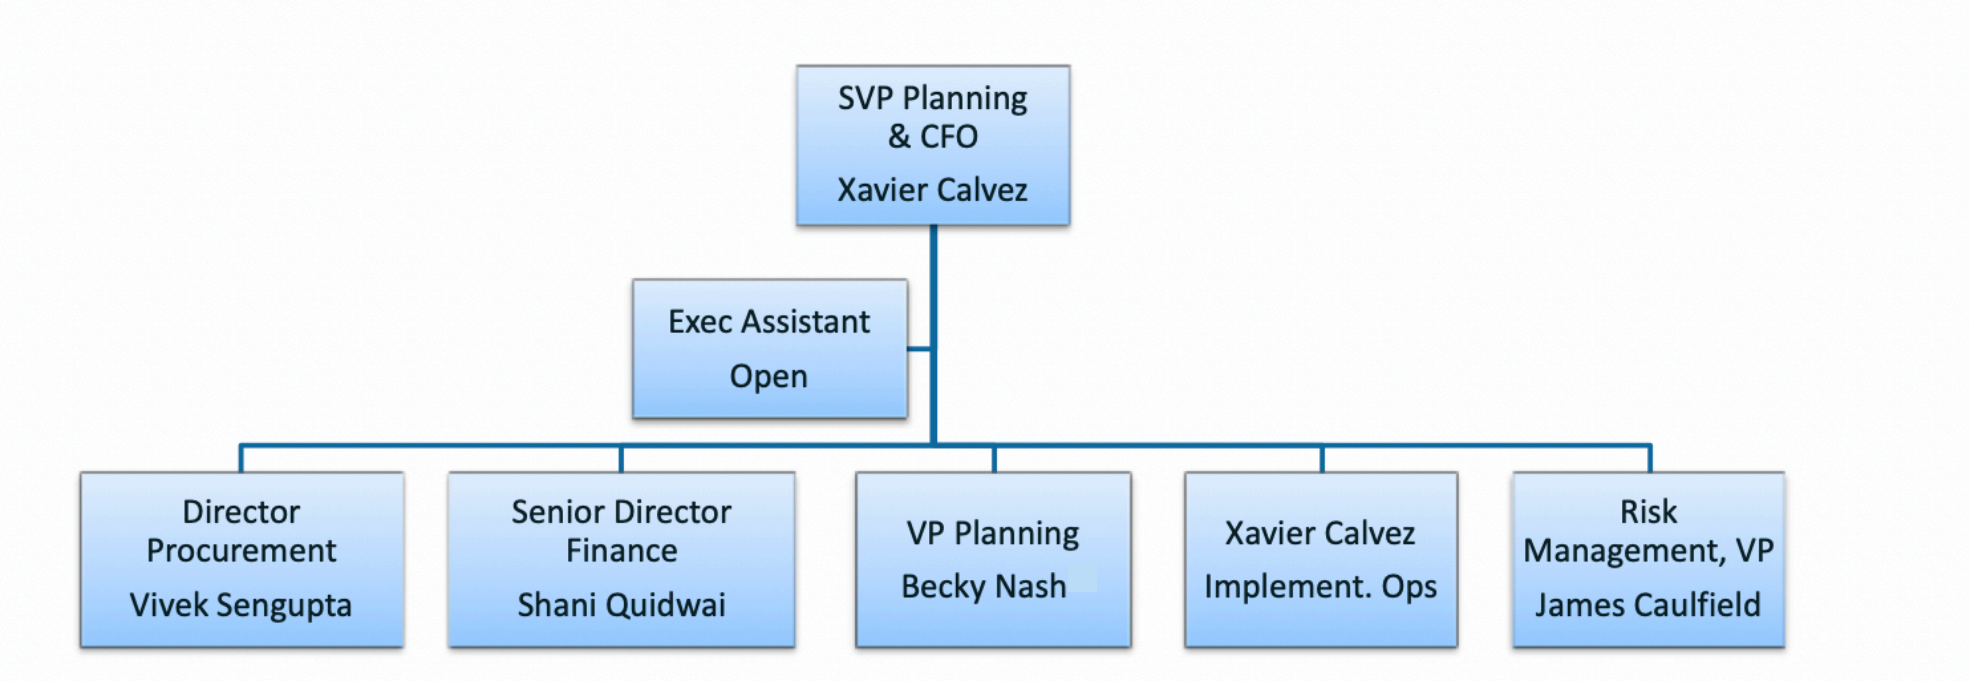 SVP Planning
& CFO
Xavier Calvez
Exec Assistant
Open
Director
Procurement
Vivek Sengupta
Senior Director
Finance
Shani Quidwai
VP Planning
Becky Nash
Xavier Calvez
Implement. Ops
Risk
Management, VP
James Caulfield